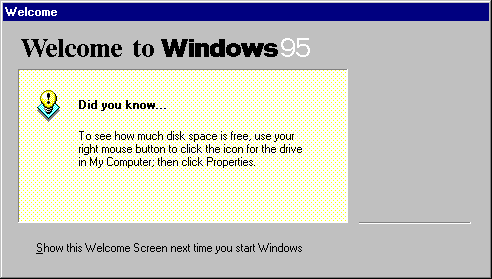 Welcome
Welcome to Windows95
Did you know...
To see how much disk space is free, use your
right mouse button to click the icon for the drive
in My Computer; then click Properties.
Show this Welcome Screen next time you start Windows